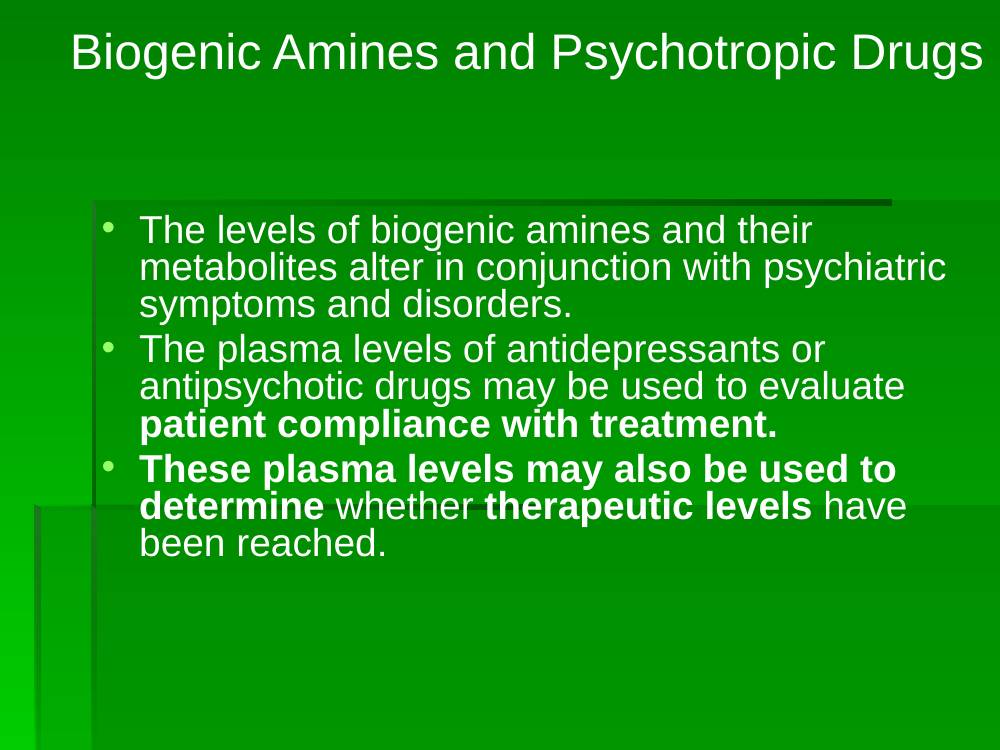 Biogenic Amines and Psychotropic Drugs
• The levels of biogenic amines and their
metabolites alter in conjunction with psychiatric
symptoms and disorders.
• The plasma levels of antidepressants or
antipsychotic drugs may be used to evaluate
patient compliance with treatment.
• These plasma levels may also be used to
determine whether therapeutic levels have
been reached.